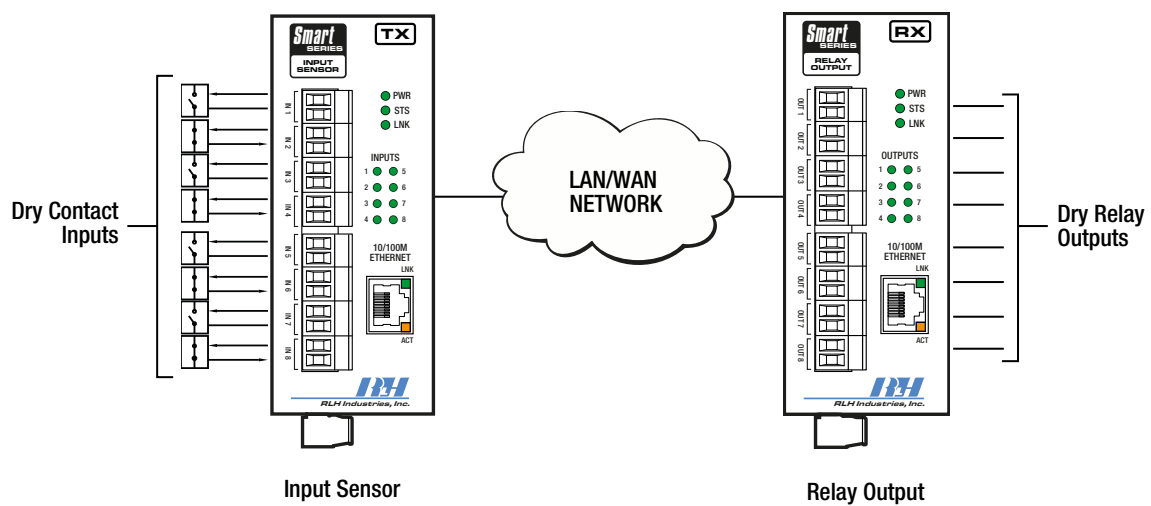 Smart
SERIES
TX
INPUT
SENSOR
PWR
STS
LNK
IN 1
IN 2
IN 3
IN 4
IN 5
IN 6
IN 7
IN 8
INPUTS
1 5
2 6
3 7
4 8
10/100M
ETHERNET
LNK
ACT
RLH
RLH Industries, Inc.
Dry Contact
Inputs
Input Sensor
LAN/WAN
NETWORK
Smart
SERIES
RX
RELAY
OUTPUT
PWR
STS
LNK
OUT 1
OUT 2
OUT 3
OUT 4
OUT 5
OUT 6
OUT 7
OUT 8
OUTPUTS
1 5
2 6
3 7
4 8
10/100M
ETHERNET
LNK
ACT
RLH
RLH Industries, Inc.
Dry Relay
Outputs
Relay Output